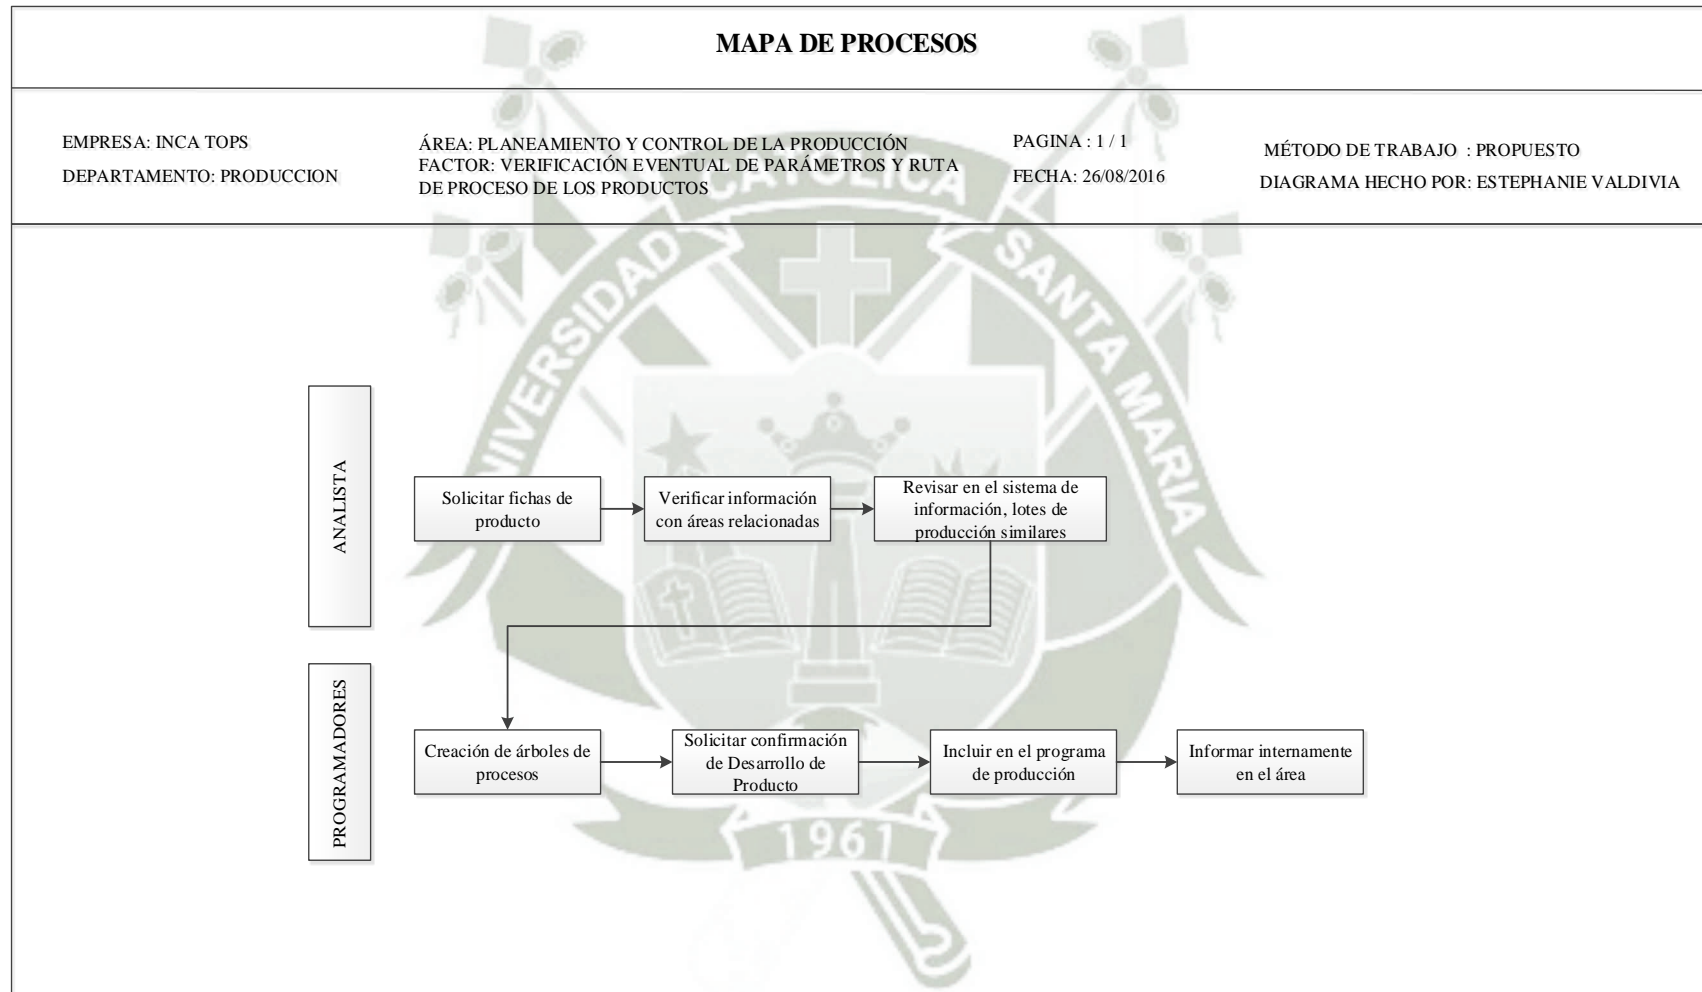 MAPA DE PROCESOS
EMPRESA: INCA TOPS
DEPARTAMENTO: PRODUCCION
ÁREA: PLANEAMIENTO Y CONTROL DE LA PRODUCCIÓN
FACTOR: VERIFICACIÓN EVENTUAL DE PARÁMETROS Y RUTA
DE PROCESO DE LOS PRODUCTOS
PAGINA : 1 / 1
FECHA: 26/08/2016
MÉTODO DE TRABAJO : PROPUESTO
DIAGRAMA HECHO POR: ESTEPHANIE VALDIVIA
UNIVERSIDAD
CATÓLICA
SANTA MARIA
ANALISTA
Solicitar fichas de
producto
Verificar información
con áreas relacionadas
Revisar en el sistema de
información, lotes de
producción similares
PROGRAMADORES
Creación de árboles de
procesos
Solicitar confirmación
de Desarrollo de
Producto
Incluir en el programa
de producción
Informar internamente
en el área
1961